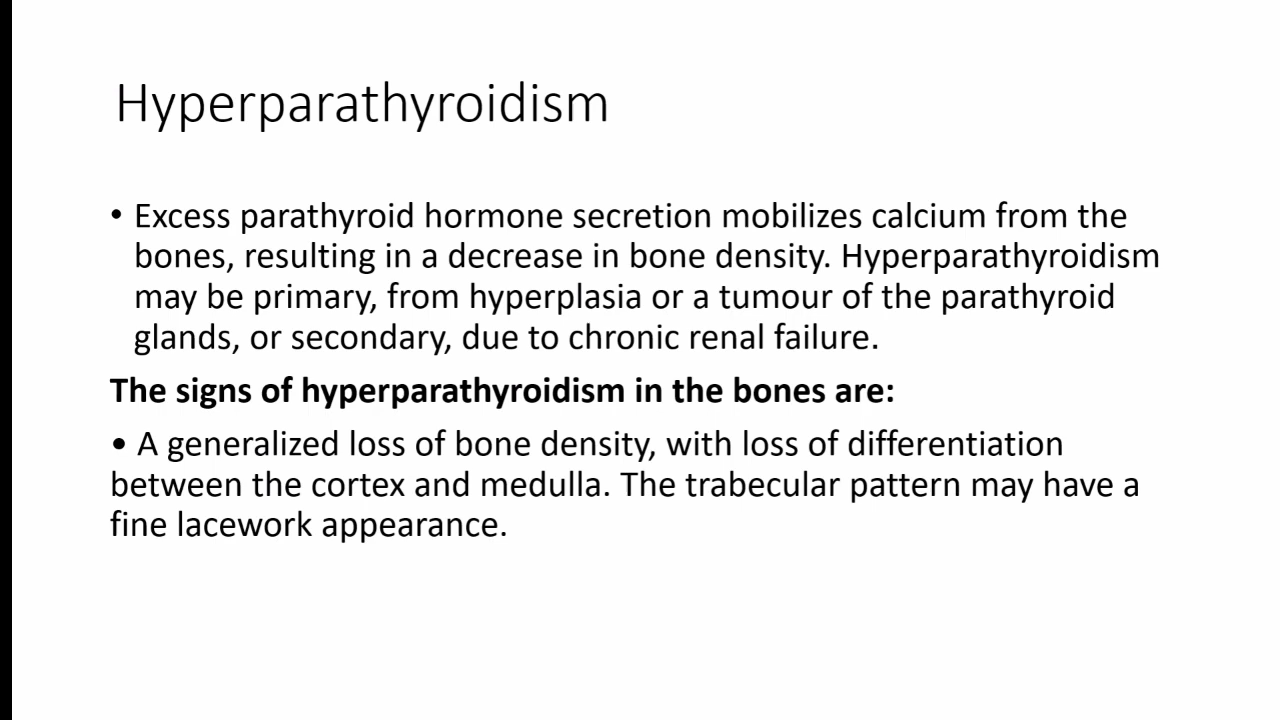 Hyperparathyroidism
• Excess parathyroid hormone secretion mobilizes calcium from the
bones, resulting in a decrease in bone density. Hyperparathyroidism
may be primary, from hyperplasia or a tumour of the parathyroid
glands, or secondary, due to chronic renal failure.
The signs of hyperparathyroidism in the bones are:
• A generalized loss of bone density, with loss of differentiation
between the cortex and medulla. The trabecular pattern may have a
fine lacework appearance.